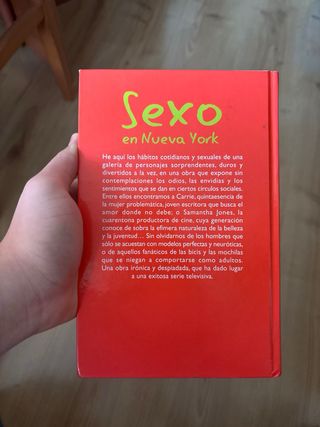 Sexo
en Nueva York
He aquí los hábitos cotidianos y sexuales de una
galería de personajes sorprendentes, duros y
divertidos a la vez, en una obra que expone sin
contemplaciones los odios, las envidias y los
sentimientos que se dan en ciertos círculos sociales.
Entre ellos encontramos a Carrie, quintaesencia de
la mujer problemática, joven escritora que busca el
amor donde no debe; o Samantha Jones, la
cuarentona productora de cine, cuya generación
conoce de sobra la efímera naturaleza de la belleza
y la juventud... Sin olvidarnos de los hombres que
sólo se acuestan con modelos perfectas y neuróticas,
o de aquellos fanáticos de las bicis y las mochilas
que se niegan a comportarse como adultos.
Una obra irónica y despiadada, que ha dado lugar
a una exitosa serie televisiva.